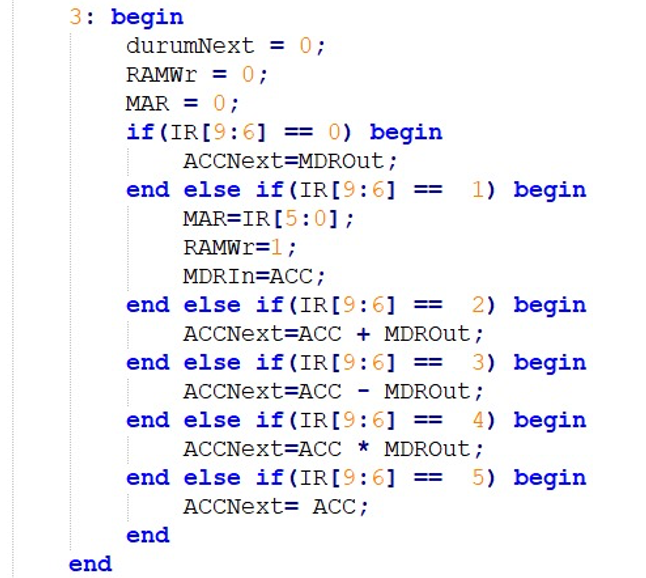 3: begin
durumNext = 0;
RAMWr = 0;
MAR = 0;
if(IR[9:6] == 0) begin
ACCNext=MDROut;
end else if(IR[9:6] == 1) begin
MAR=IR[5:0];
RAMWr=1;
MDRIn=ACC;
end else if(IR[9:6] == 2) begin
ACCNext=ACC + MDROut;
end else if(IR[9:6] == 3) begin
ACCNext=ACC - MDROut;
end else if(IR[9:6] == 4) begin
ACCNext=ACC * MDROut;
end else if(IR[9:6] == 5) begin
ACCNext= ACC;
end
end